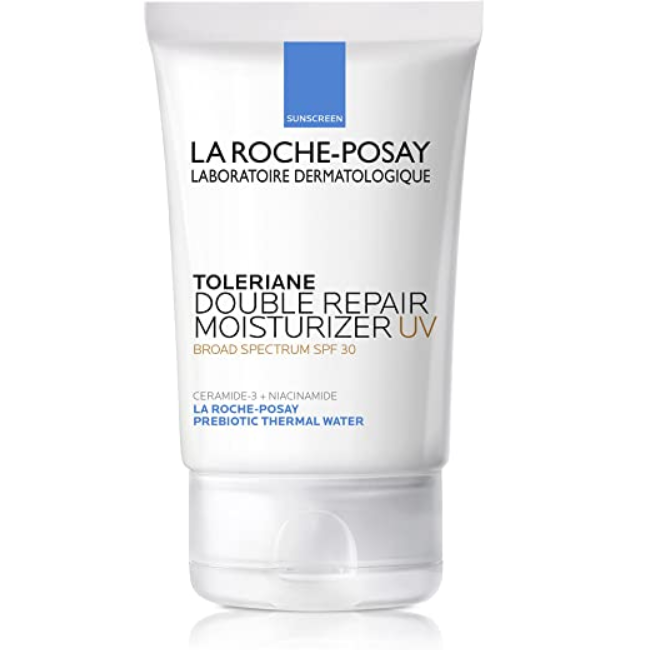 SUNSCREEN
LA ROCHE-POSAY
LABORATOIRE DERMATOLOGIQUE
TOLERIANE
DOUBLE REPAIR
MOISTURIZER UV
BROAD SPECTRUM SPF 30
CERAMIDE-3 + NIACINAMIDE
LA ROCHE-POSAY
PREBIOTIC THERMAL WATER